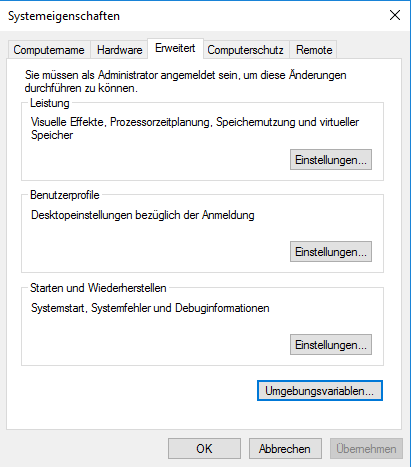 Systemeigenschaften
Computername Hardware Erweitert Computerschutz Remote
Sie müssen als Administrator angemeldet sein, um diese Änderungen
durchführen zu können.
Leistung
Visuelle Effekte, Prozessorzeitplanung, Speichernutzung und virtueller
Speicher
Einstellungen...
Benutzerprofile
Desktopeinstellungen bezüglich der Anmeldung
Einstellungen...
Starten und Wiederherstellen
Systemstart, Systemfehler und Debuginformationen
Einstellungen...
Umgebungsvariablen...
OK Abbrechen Übernehmen